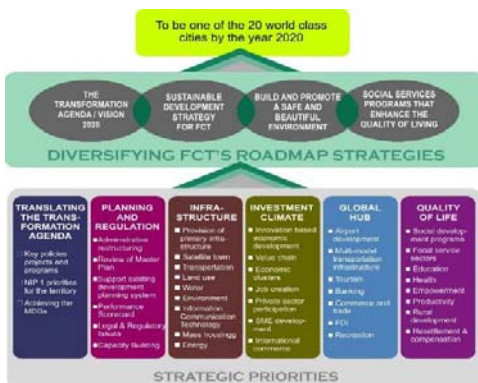 To be one of the 20 world class
cities by the year 2020
THE
TRANSFORMATION
AGENDA / VISION
2020
SUSTAINABLE
DEVELOPMENT
STRATEGY
FOR FCT
BUILD AND PROMOTE
A SAFE AND
BEAUTIFUL
ENVIRONMENT
SOCIAL SERVICES
PROGRAMS THAT
ENHANCE THE
QUALITY OF LIVING
DIVERSIFYING FCT'S ROADMAP STRATEGIES
TRANSLATING
THE TRANS-
FORMATION
AGENDA
Key policies
projects and
programs
NIP 1 priorities
for the territory
Achieving the
MDGs
PLANNING
AND
REGULATION
Administrative
restructuring
Review of Master
Plan
Support existing
development
planning system
Performance
Scorecard
Legal & Regulatory
Issues
Capacity Building
INFRA-
STRUCTURE
Provision of
primary infra-
structure
Satellite town
Transportation
Land use
Water
Environment
Information
Communication
Technology
Mass housing
Energy
INVESTMENT
CLIMATE
Innovation based
economic
development
Value chain
Economic
clusters
Job creation
Private sector
participation
SME develop-
ment
International
commerce
GLOBAL
HUB
Airport
development
Multi-model
transportation
infrastructure
Tourism
Banking
Commerce and
trade
FDI
Recreation
QUALITY
OF LIFE
Social develop-
ment programs
service
sectors
Education
Health
Empowerment
Productivity
Rural
development
Resettlement &
compensation
STRATEGIC PRIORITIES